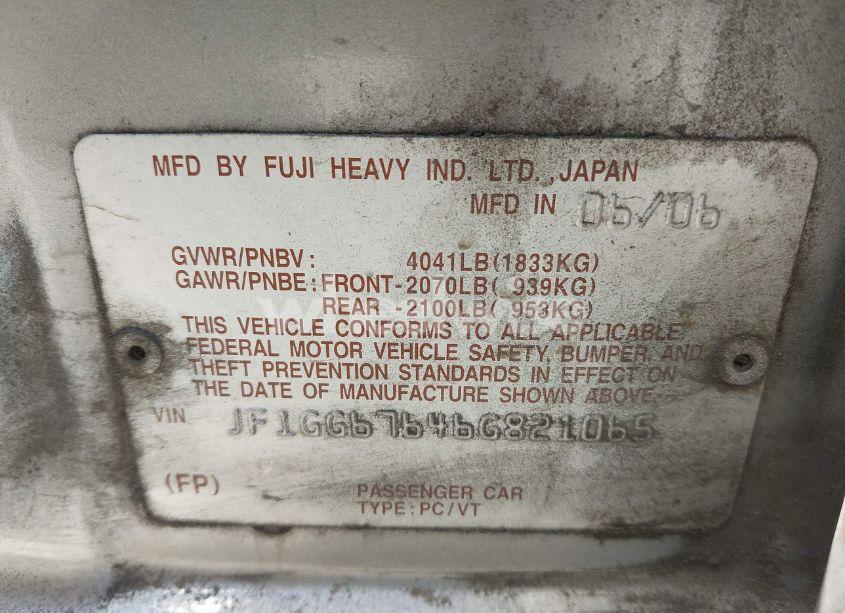 MFD BY FUJI HEAVY IND. LTD., JAPAN
MFD IN 06/06
GVWR/PNBV: 4041LB(1833KG)
GAWR/PNBE: FRONT-2070LB( 939KG)
REAR -2100LB( 953KG)
THIS VEHICLE CONFORMS TO ALL APPLICABLE
FEDERAL MOTOR VEHICLE SAFETY, BUMPER, AND
THEFT PREVENTION STANDARDS IN EFFECT ON
THE DATE OF MANUFACTURE SHOWN ABOVE.
VIN JF1GG67646G821065
(FP) PASSENGER CAR
TYPE: PC/VT